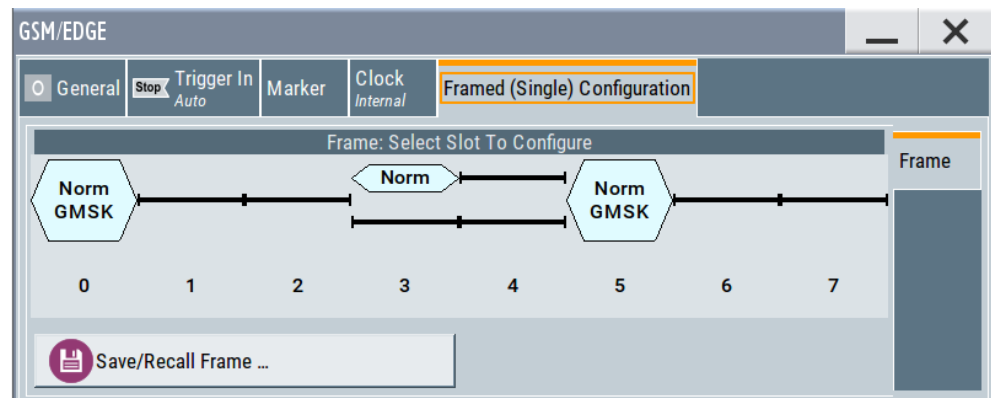 GSM/EDGE
General
Stop Trigger In
Auto
Marker
Clock
Internal
Framed (Single) Configuration
Frame: Select Slot To Configure
Frame
Norm
GMSK
Norm
Norm
GMSK
0 1 2 3 4 5 6 7
Save/Recall Frame ...